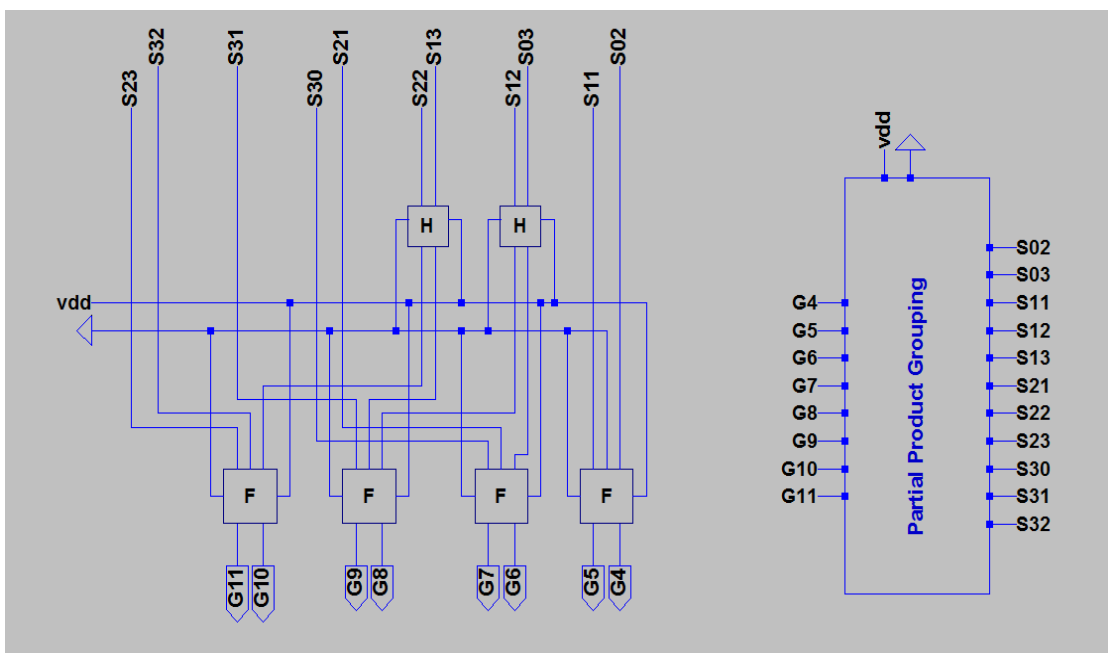 S23
S32
S31
S30
S21
S22
S13
S12
S03
S11
S02
H
H
vdd
F
F
F
F
G11
G10
G9
G8
G7
G6
G5
G4
vdd
Partial Product Grouping
G4
G5
G6
G7
G8
G9
G10
G11
S02
S03
S11
S12
S13
S21
S22
S23
S30
S31
S32